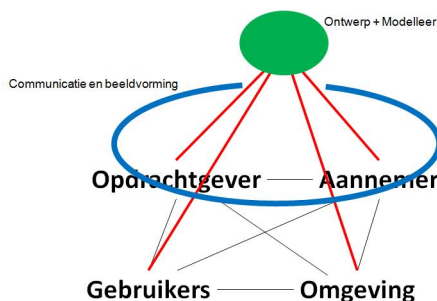 Ontwerp + Modelleer
Communicatie en beeldvorming
Opdrachtgever
Aannemer
Gebruikers
Omgeving